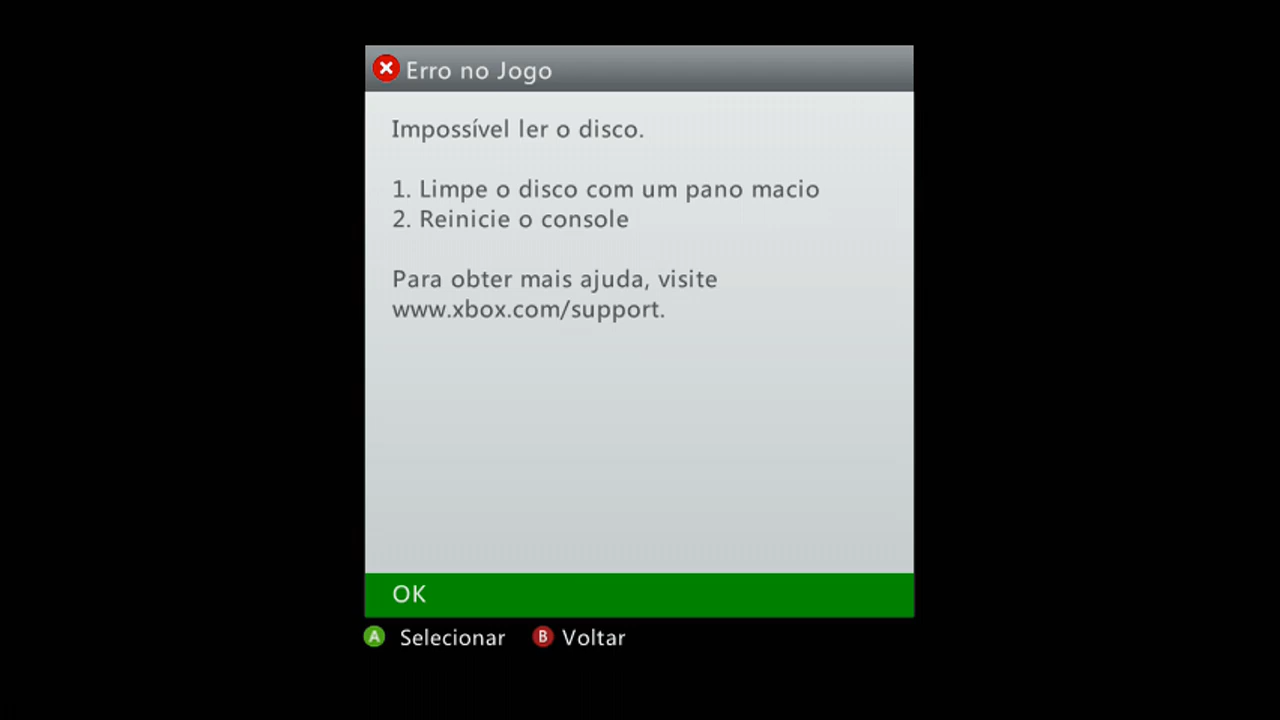 Erro no Jogo
Impossível ler o disco.
1. Limpe o disco com um pano macio
2. Reinicie o console
Para obter mais ajuda, visite
www.xbox.com/support.
OK
A Selecionar B Voltar